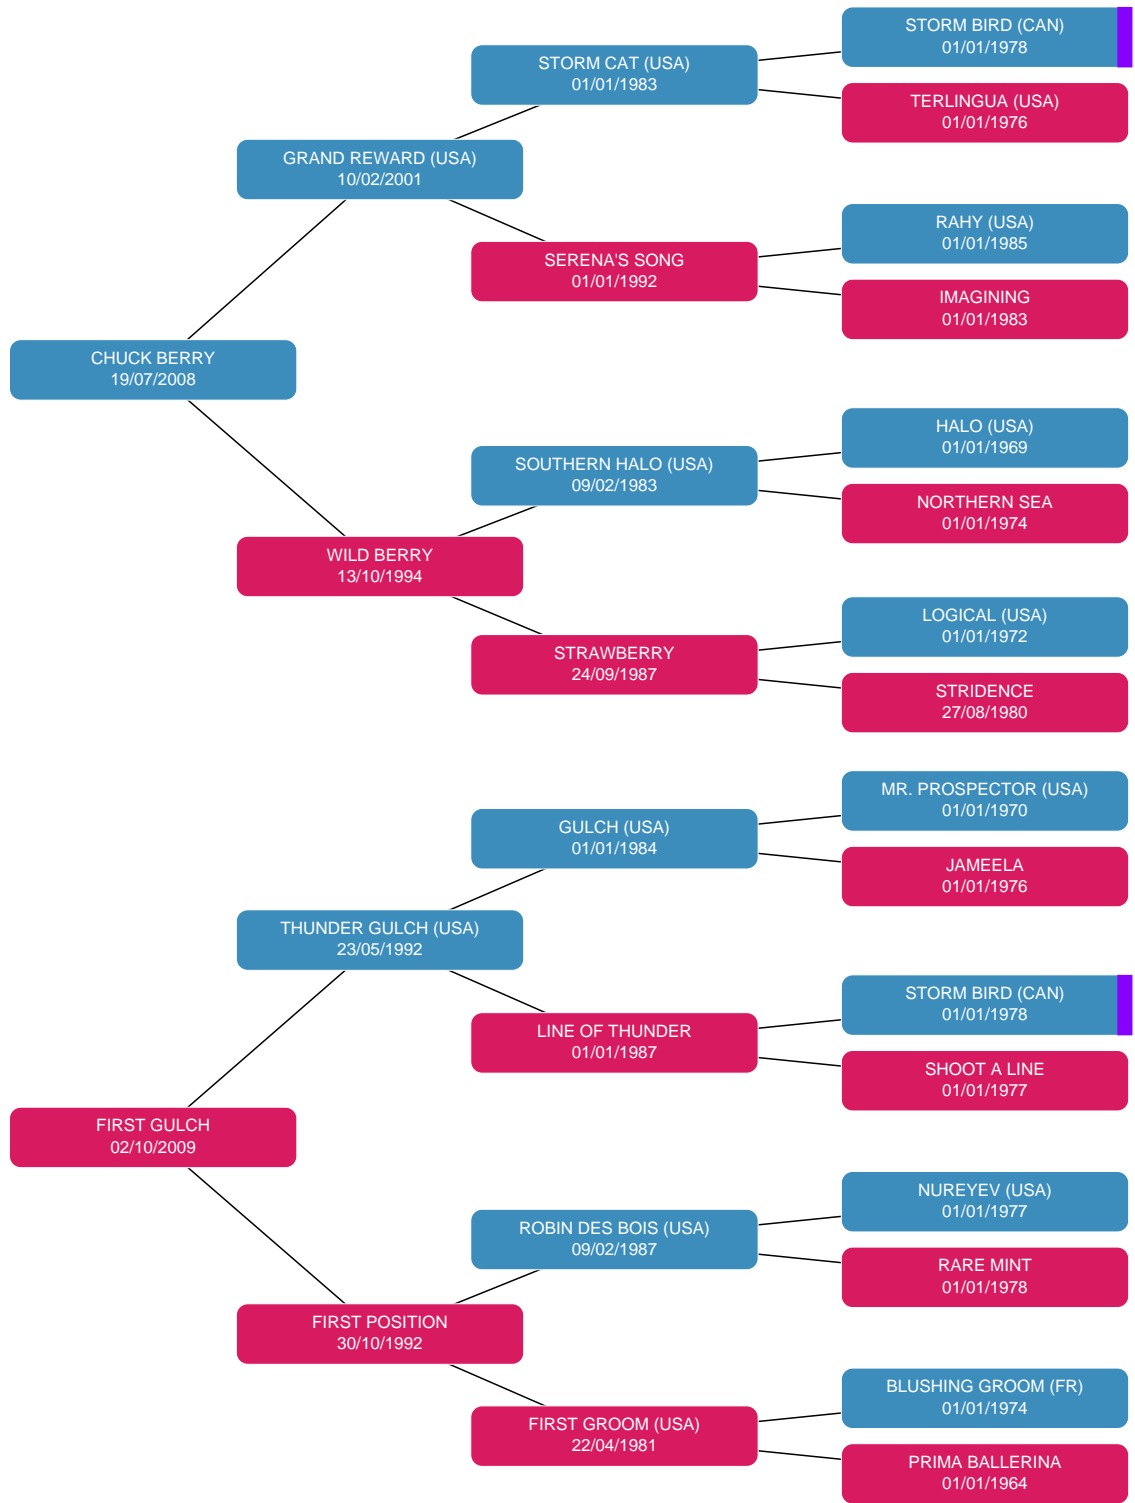 STORM BIRD (CAN)
01/01/1978
STORM CAT (USA)
01/01/1983
TERLINGUA (USA)
01/01/1976
GRAND REWARD (USA)
10/02/2001
RAHY (USA)
01/01/1985
SERENA'S SONG
01/01/1992
IMAGINING
01/01/1983
CHUCK BERRY
19/07/2008
HALO (USA)
01/01/1969
SOUTHERN HALO (USA)
09/02/1983
NORTHERN SEA
01/01/1974
WILD BERRY
13/10/1994
LOGICAL (USA)
01/01/1972
STRAWBERRY
24/09/1987
STRIDENCE
27/08/1980
MR. PROSPECTOR (USA)
01/01/1970
GULCH (USA)
01/01/1984
JAMEELA
01/01/1976
THUNDER GULCH (USA)
23/05/1992
STORM BIRD (CAN)
01/01/1978
LINE OF THUNDER
01/01/1987
SHOOT A LINE
01/01/1977
FIRST GULCH
02/10/2009
NUREYEV (USA)
01/01/1977
ROBIN DES BOIS (USA)
09/02/1987
RARE MINT
01/01/1978
FIRST POSITION
30/10/1992
BLUSHING GROOM (FR)
01/01/1974
FIRST GROOM (USA)
22/04/1981
PRIMA BALLERINA
01/01/1964